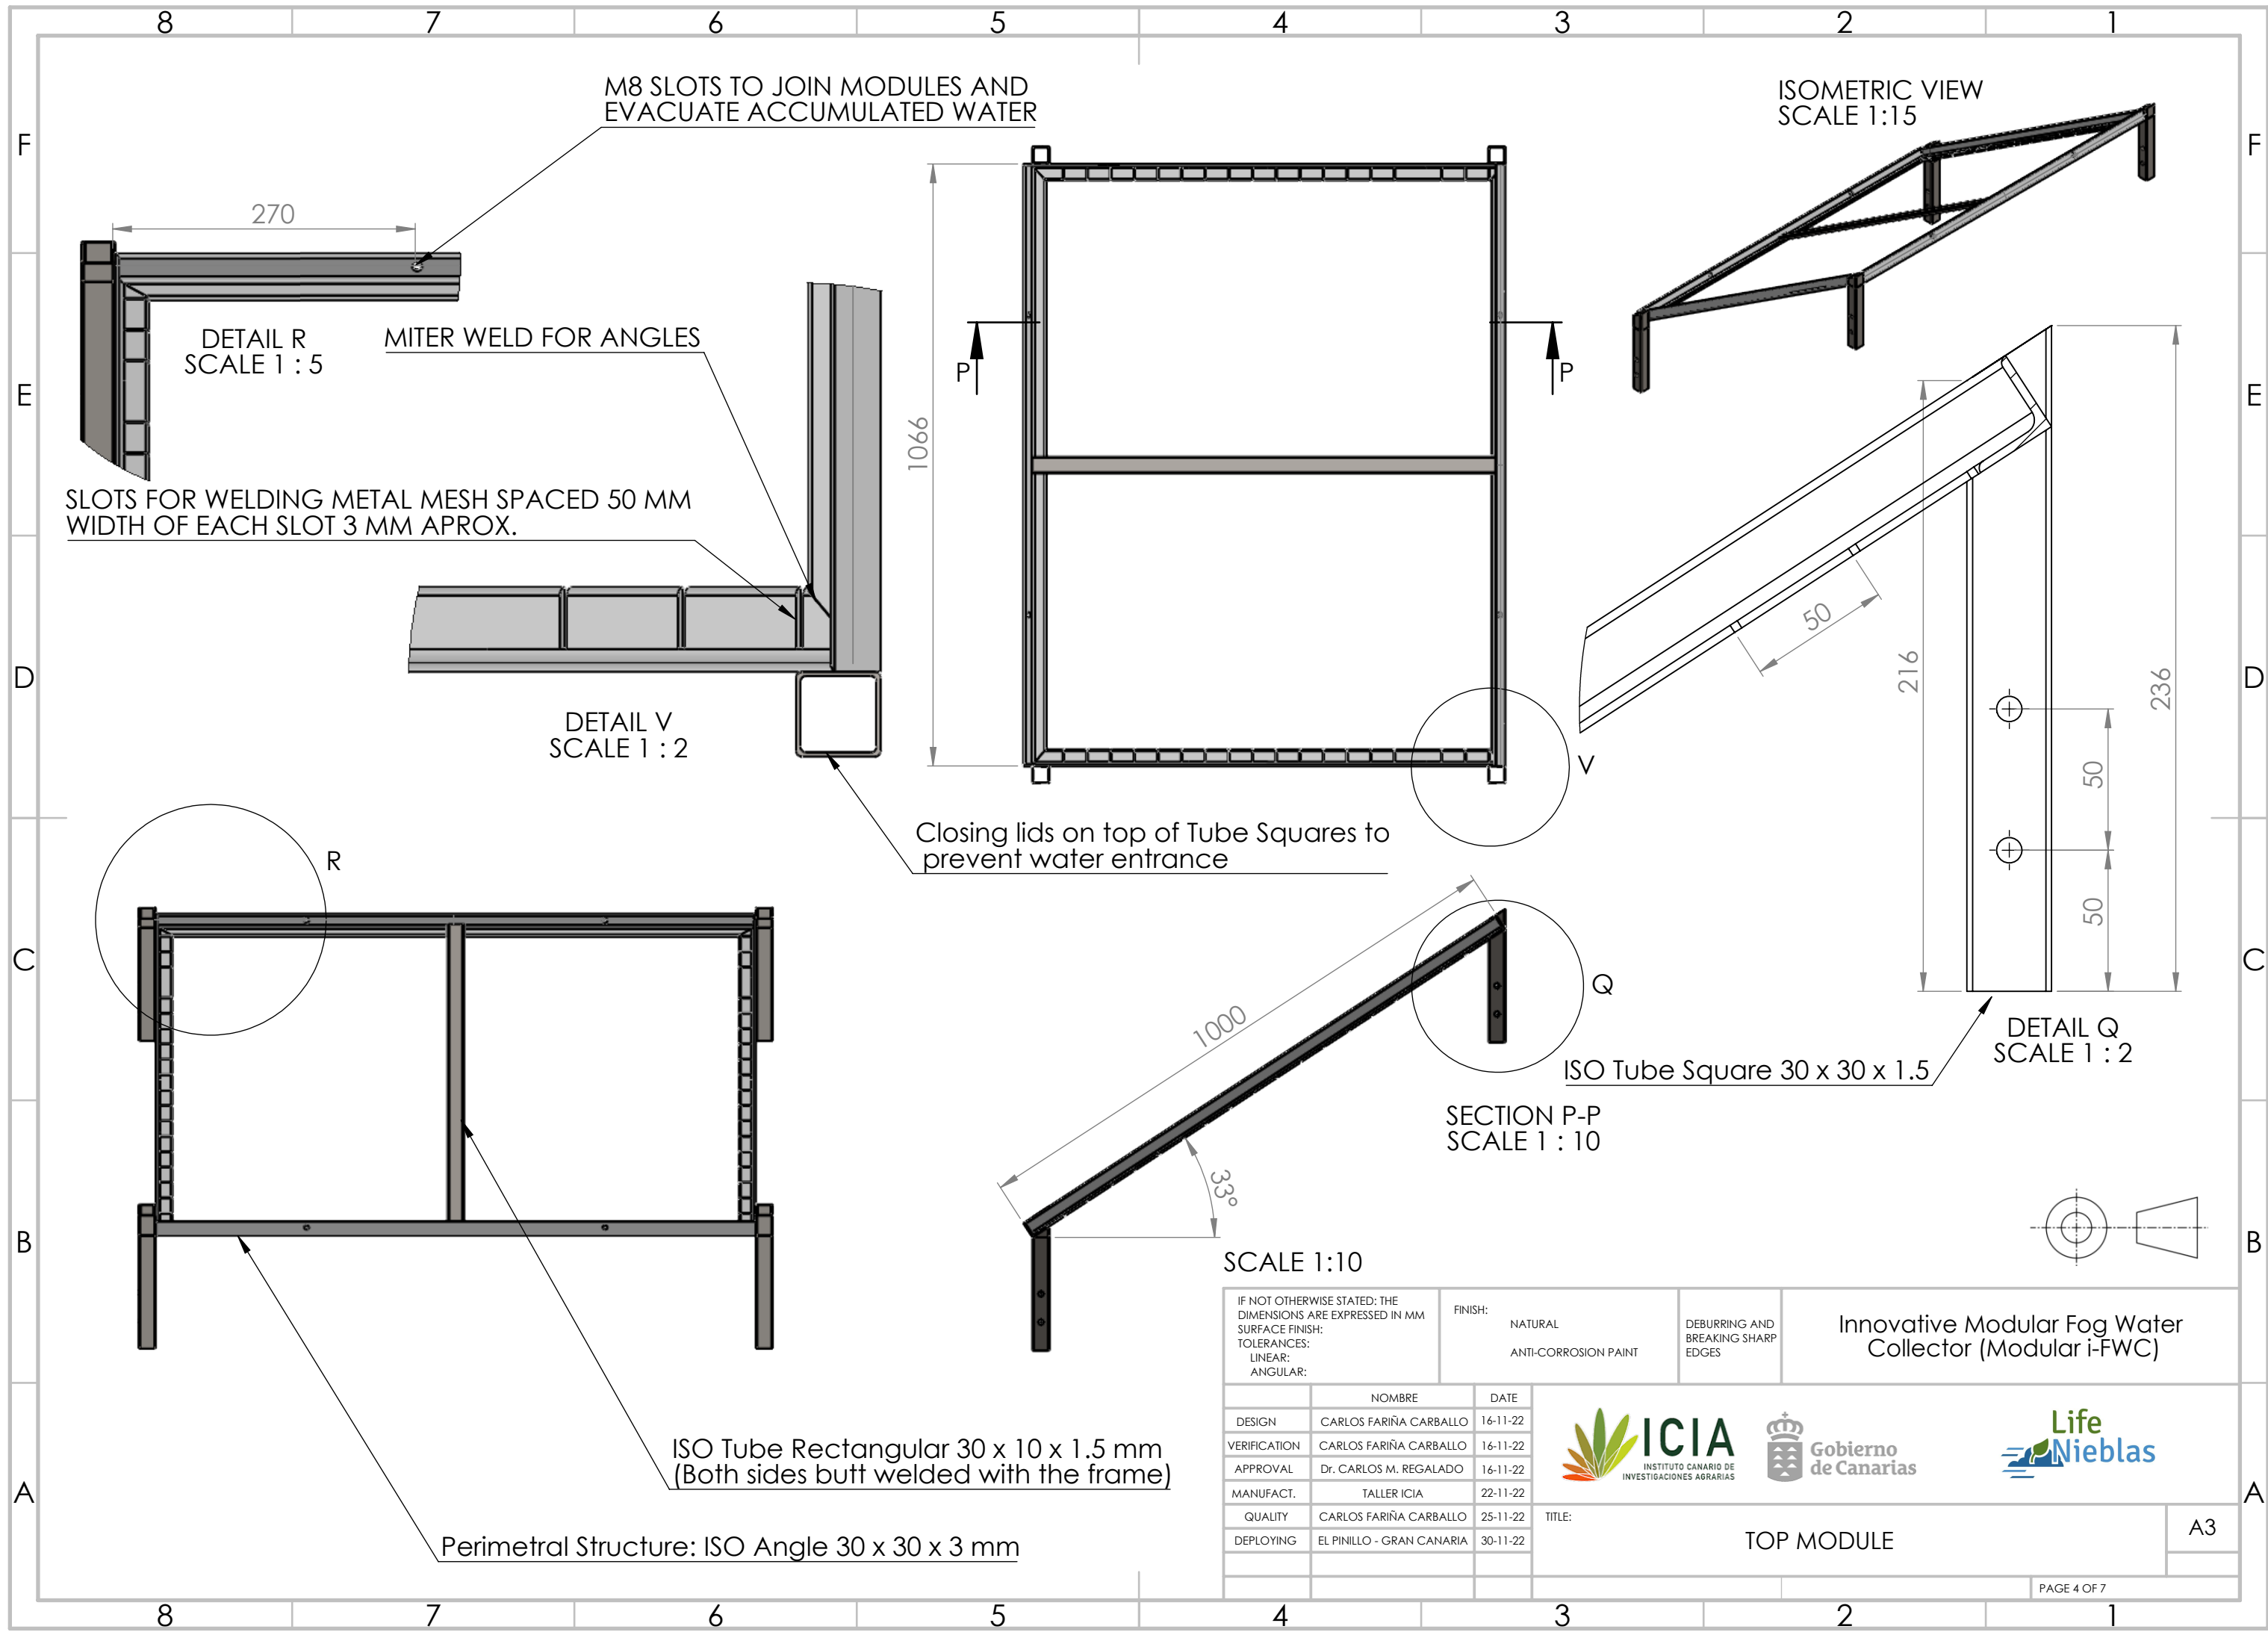 8 7 6 5 4 3 2 1
F
E
D
C
B
A
M8 SLOTS TO JOIN MODULES AND
EVACUATE ACCUMULATED WATER
270
DETAIL R
SCALE 1 : 5
MITER WELD FOR ANGLES
SLOTS FOR WELDING METAL MESH SPACED 50 MM
WIDTH OF EACH SLOT 3 MM APROX.
DETAIL V
SCALE 1 : 2
Closing lids on top of Tube Squares to
prevent water entrance
1066
P
P
V
ISOMETRIC VIEW
SCALE 1:15
50
216
236
50
50
DETAIL Q
SCALE 1 : 2
ISO Tube Square 30 x 30 x 1.5
R
1000
33°
Q
SECTION P-P
SCALE 1 : 10
SCALE 1:10
ISO Tube Rectangular 30 x 10 x 1.5 mm
(Both sides butt welded with the frame)
Perimetral Structure: ISO Angle 30 x 30 x 3 mm
IF NOT OTHERWISE STATED: THE
DIMENSIONS ARE EXPRESSED IN MM
SURFACE FINISH:
TOLERANCES:
LINEAR:
ANGULAR:
FINISH:
NATURAL
ANTI-CORROSION PAINT
DEBURRING AND
BREAKING SHARP
EDGES
Innovative Modular Fog Water
Collector (Modular i-FWC)
NOMBRE DATE
DESIGN CARLOS FARIÑA CARBALLO 16-11-22
VERIFICATION CARLOS FARIÑA CARBALLO 16-11-22
APPROVAL Dr. CARLOS M. REGALADO 16-11-22
MANUFACT. TALLER ICIA 22-11-22
QUALITY CARLOS FARIÑA CARBALLO 25-11-22
DEPLOYING EL PINILLO - GRAN CANARIA 30-11-22
ICIA
INSTITUTO CANARIO DE
INVESTIGACIONES AGRARIAS
Gobierno
de Canarias
Life
Nieblas
TITLE:
TOP MODULE
A3
PAGE 4 OF 7
F
E
D
C
B
A
8 7 6 5 4 3 2 1